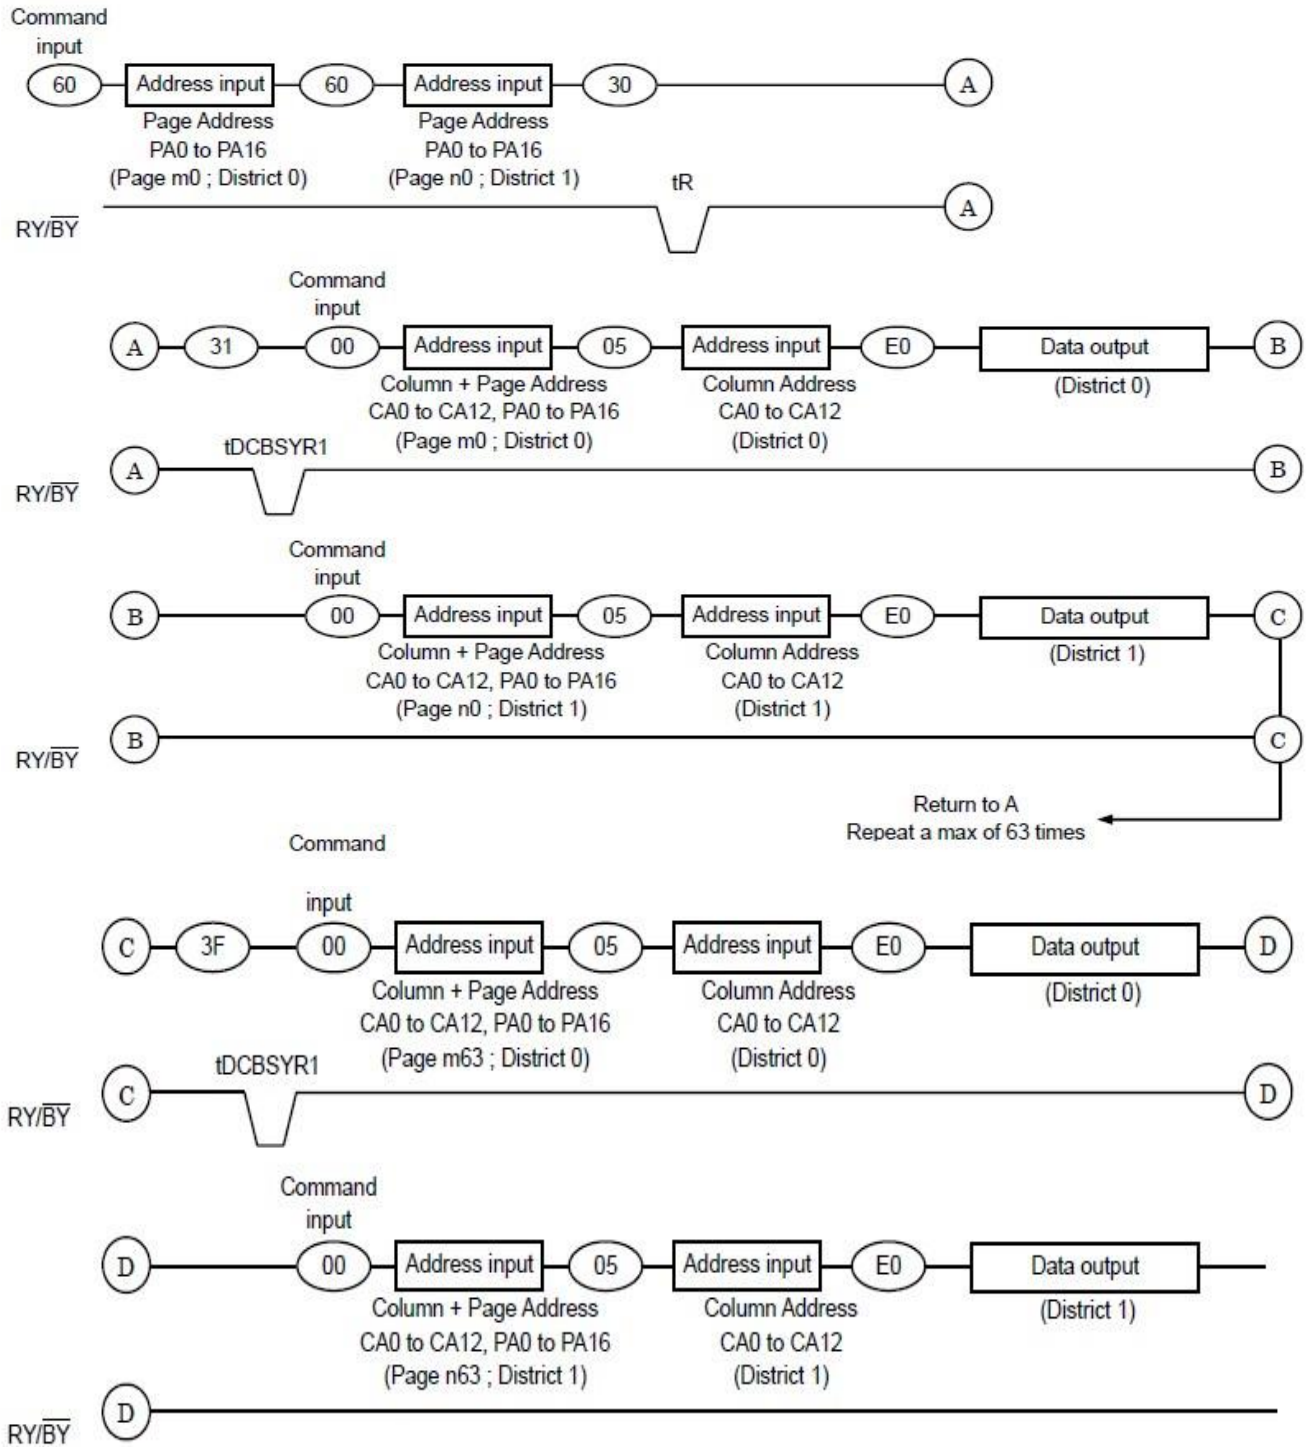 Command
input
60 Address input 60 Address input 30 A
Page Address Page Address
PA0 to PA16 PA0 to PA16
(Page m0 ; District 0) (Page n0 ; District 1)
tR
A
RY/BY
Command
input
A 31 00 Address input 05 Address input E0 Data output B
Column + Page Address Column Address (District 0)
CA0 to CA12, PA0 to PA16 CA0 to CA12
(Page m0 ; District 0) (District 0)
tDCBSYR1
A B
RY/BY
Command
input
B 00 Address input 05 Address input E0 Data output C
Column + Page Address Column Address (District 1)
CA0 to CA12, PA0 to PA16 CA0 to CA12
(Page n0 ; District 1) (District 1)
B C
RY/BY
Return to A
Repeat a max of 63 times
Command
input
C 3F 00 Address input 05 Address input E0 Data output D
Column + Page Address Column Address (District 0)
CA0 to CA12, PA0 to PA16 CA0 to CA12
(Page m63 ; District 0) (District 0)
tDCBSYR1
C D
RY/BY
Command
input
D 00 Address input 05 Address input E0 Data output
Column + Page Address Column Address (District 1)
CA0 to CA12, PA0 to PA16 CA0 to CA12
(Page n63 ; District 1) (District 1)
D
RY/BY